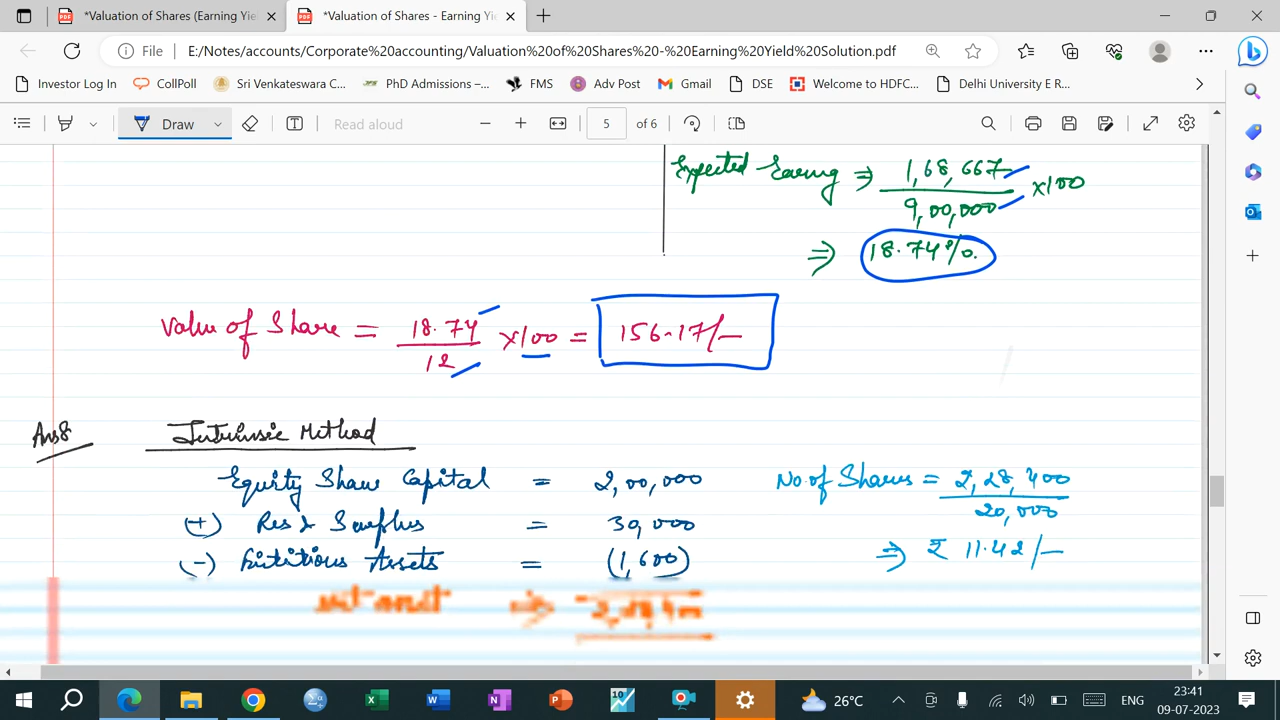 *Valuation of Shares (Earning Yie
*Valuation of Shares - Earning Yi
File
E:/Notes/accounts/Corporate%20accounting/Valuation%20of%20Shares%20-%20Earning%20Yield%20Solution.pdf
Investor Log In
CollPoll
Sri Venkateswara C...
PhD Admissions –...
FMS
Adv Post
Gmail
DSE
Welcome to HDFC...
Delhi University E R...
Draw
Read aloud
5 of 6
Expected Earing ⇒ 1,68,667 / 9,00,000 ×100
⇒ 18.74%.
Value of Share = 18.74 / 12 ×100 = 156.17/-
Ans8 Intrinsic Method
Equity Share Capital = 2,00,000
No. of Shares = 2,28,400 / 20,000
(+) Res & Surplus = 30,000
⇒ ₹ 11.42/-
(-) Fictitious Assets = (1,600)
⇒ 2,28,400
26°C
ENG
23:41
09-07-2023